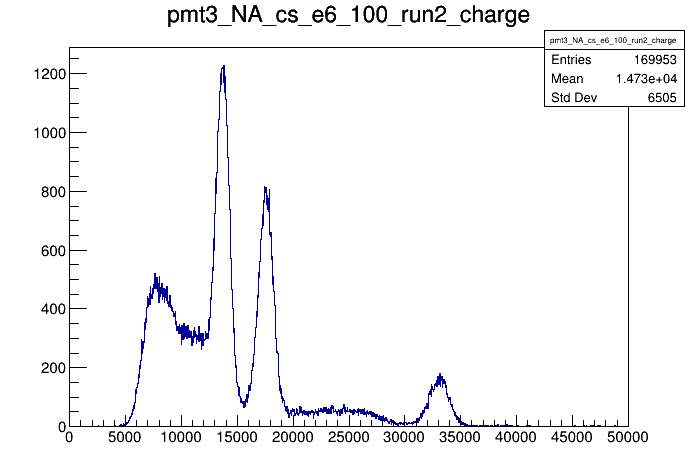 pmt3_NA_cs_e6_100_run2_charge
pmt3_NA_cs_e6_100_run2_charge
Entries 169953
Mean 1.473e+04
Std Dev 6505
1200
1000
800
600
400
200
0
0 5000 10000 15000 20000 25000 30000 35000 40000 45000 50000